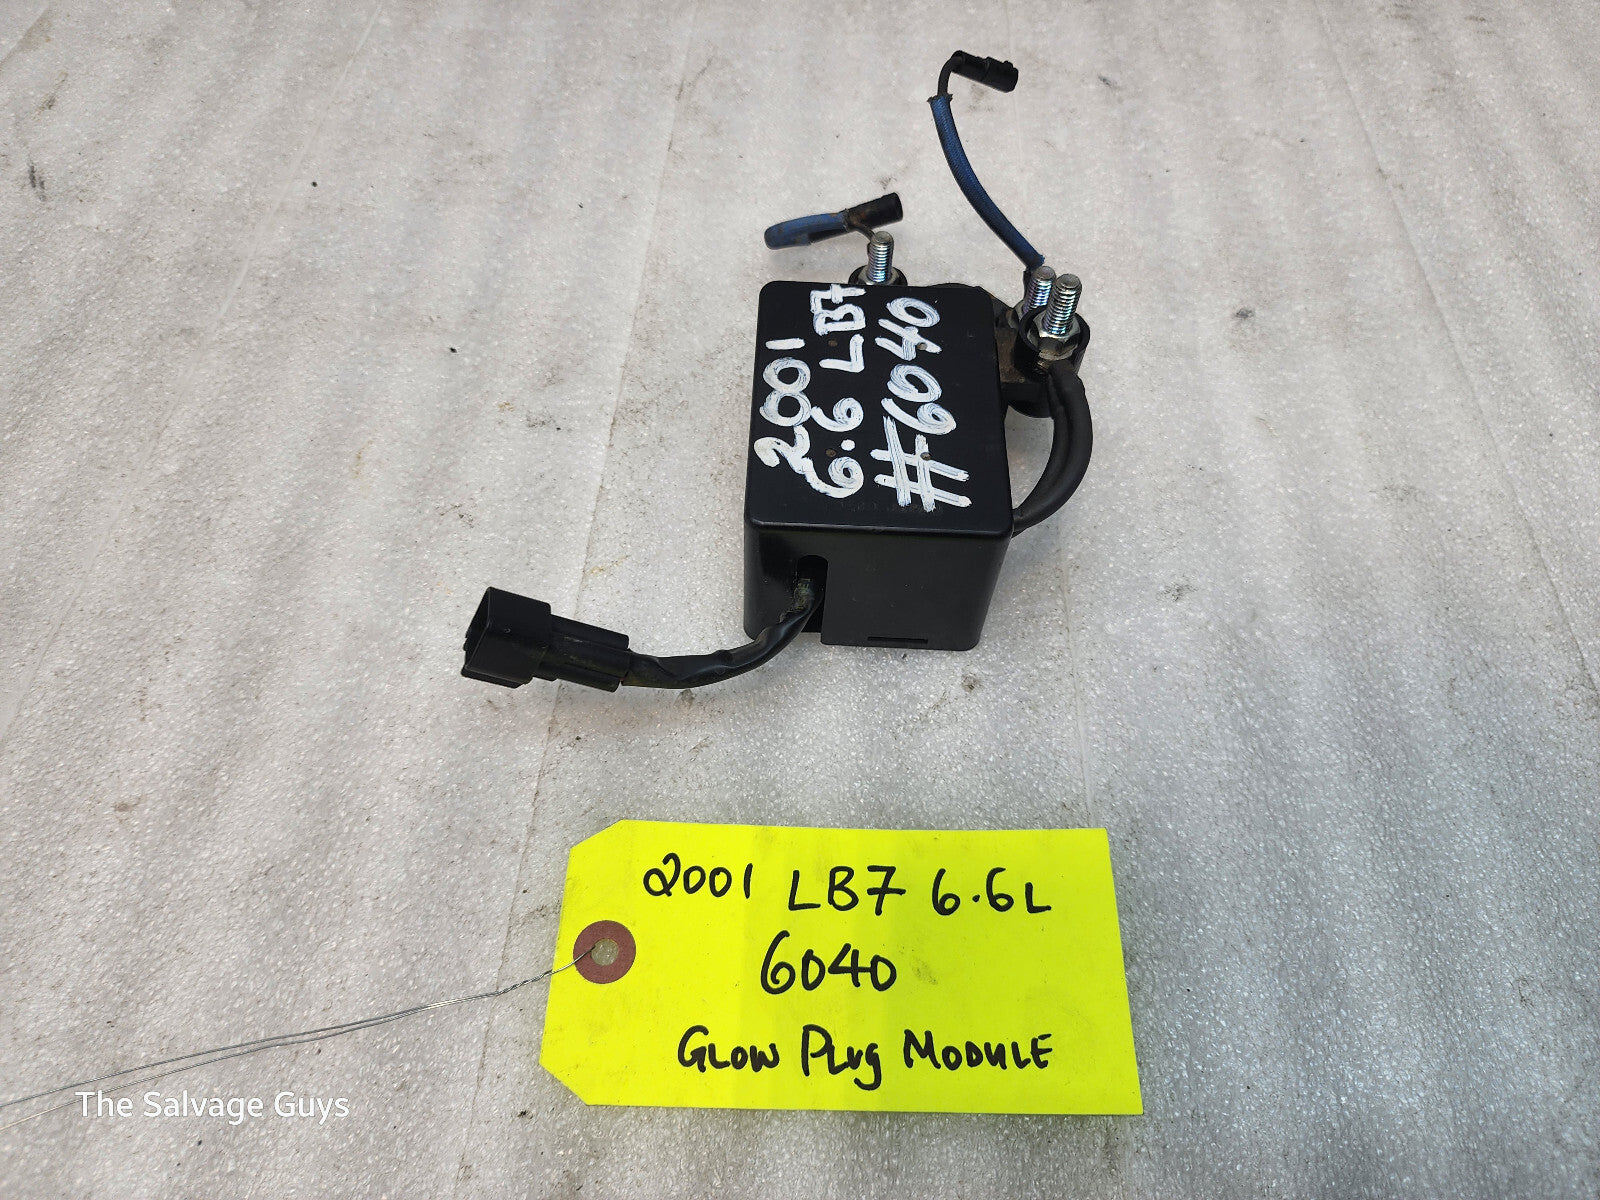 2001
6.6 LB7
#6040
2001 LB7 6.6L
6040
GLOW PLUG MODULE
The Salvage Guys